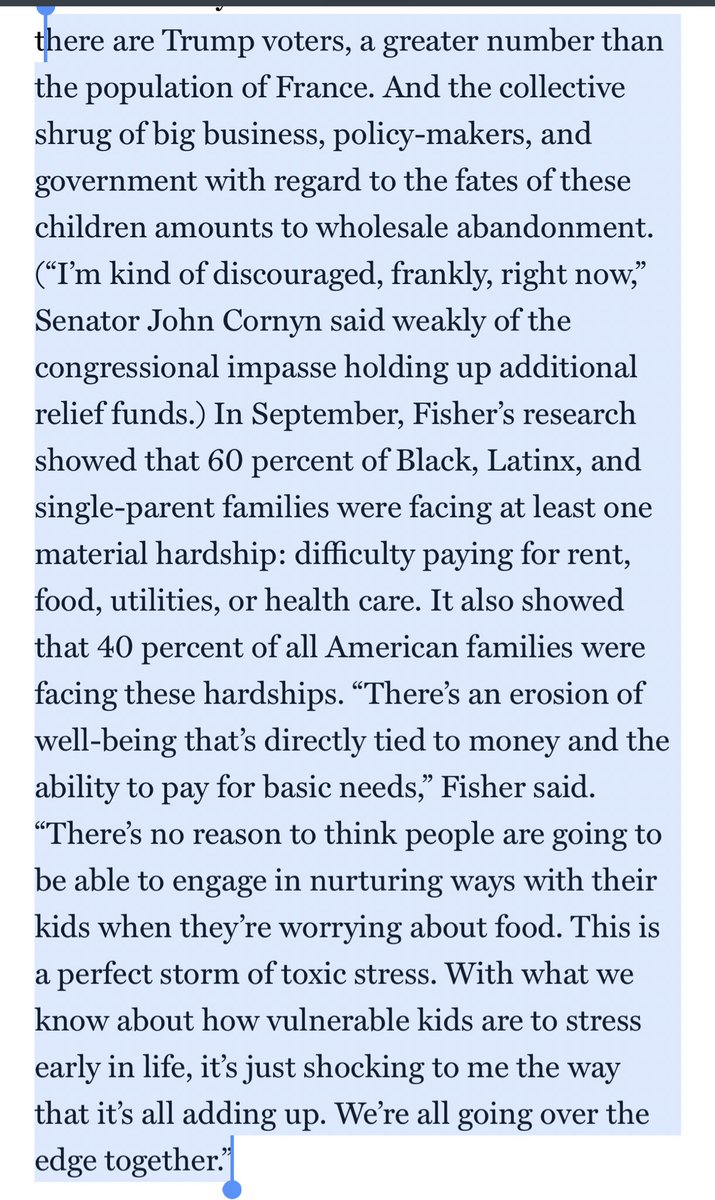 there are Trump voters, a greater number than
the population of France. And the collective
shrug of big business, policy-makers, and
government with regard to the fates of these
children amounts to wholesale abandonment.
(“I’m kind of discouraged, frankly, right now,”
Senator John Cornyn said weakly of the
congressional impasse holding up additional
relief funds.) In September, Fisher’s research
showed that 60 percent of Black, Latinx, and
single-parent families were facing at least one
material hardship: difficulty paying for rent,
food, utilities, or health care. It also showed
that 40 percent of all American families were
facing these hardships. “There’s an erosion of
well-being that’s directly tied to money and the
ability to pay for basic needs,” Fisher said.
“There’s no reason to think people are going to
be able to engage in nurturing ways with their
kids when they’re worrying about food. This is
a perfect storm of toxic stress. With what we
know about how vulnerable kids are to stress
early in life, it’s just shocking to me the way
that it’s all adding up. We’re all going over the
edge together.”